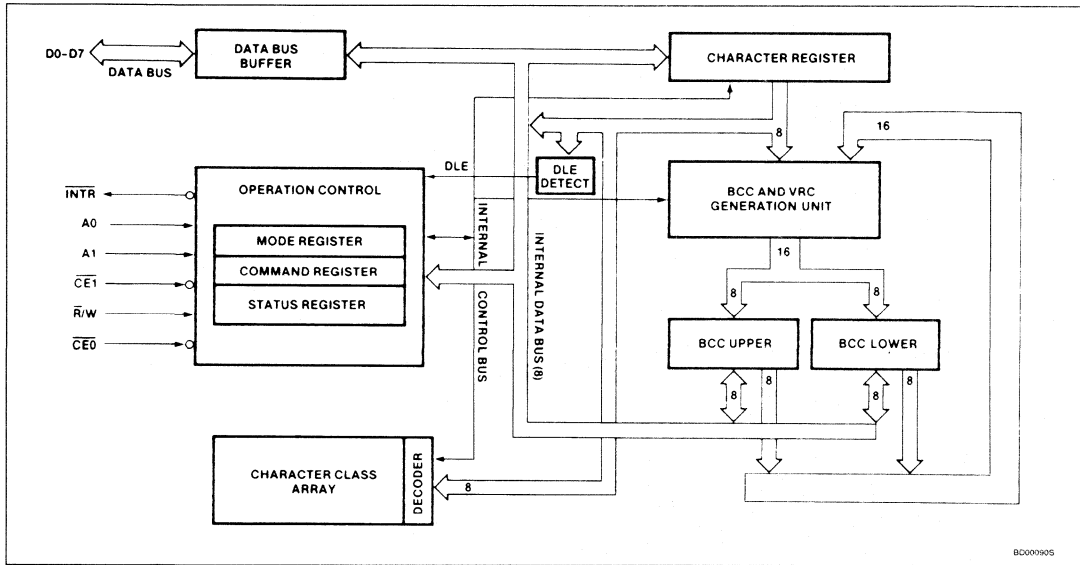 D0-D7
DATA BUS
DATA BUS
BUFFER
CHARACTER REGISTER
8
16
DLE
DLE
DETECT
BCC AND VRC
GENERATION UNIT
OPERATION CONTROL
MODE REGISTER
COMMAND REGISTER
STATUS REGISTER
INTR
A0
A1
CE1
R/W
CE0
INTERNAL CONTROL BUS
INTERNAL DATA BUS (8)
16
8
8
BCC UPPER
BCC LOWER
8
8
8
8
CHARACTER CLASS
ARRAY
DECODER
8
BD00090S